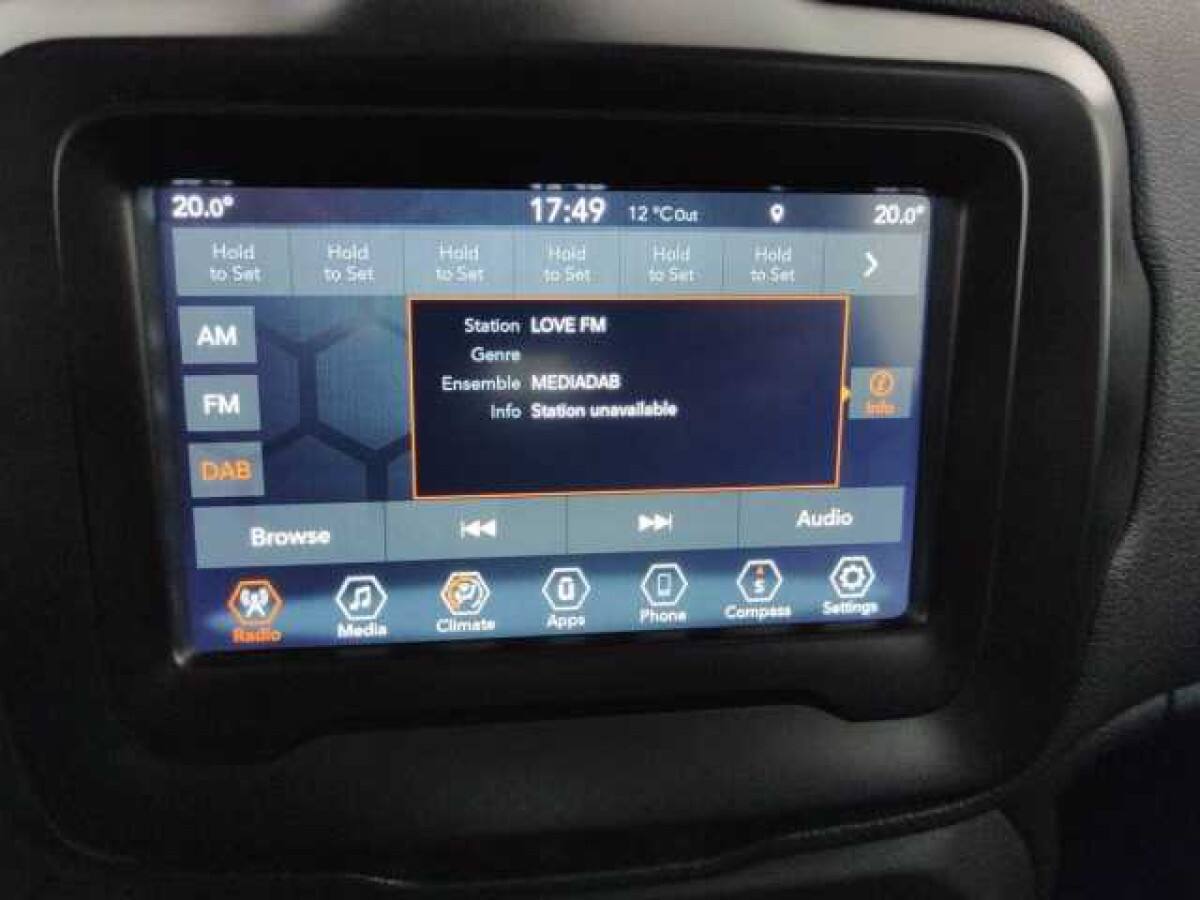 20.0° 17:49 12 °C Out 20.0°
Hold to Set
Hold to Set
Hold to Set
Hold to Set
Hold to Set
Hold to Set
AM
FM
DAB
Station LOVE FM
Genre
Ensemble MEDIADAB
Info Station unavailable
Info
Browse
Audio
Radio Media Climate Apps Phone Compass Settings
S